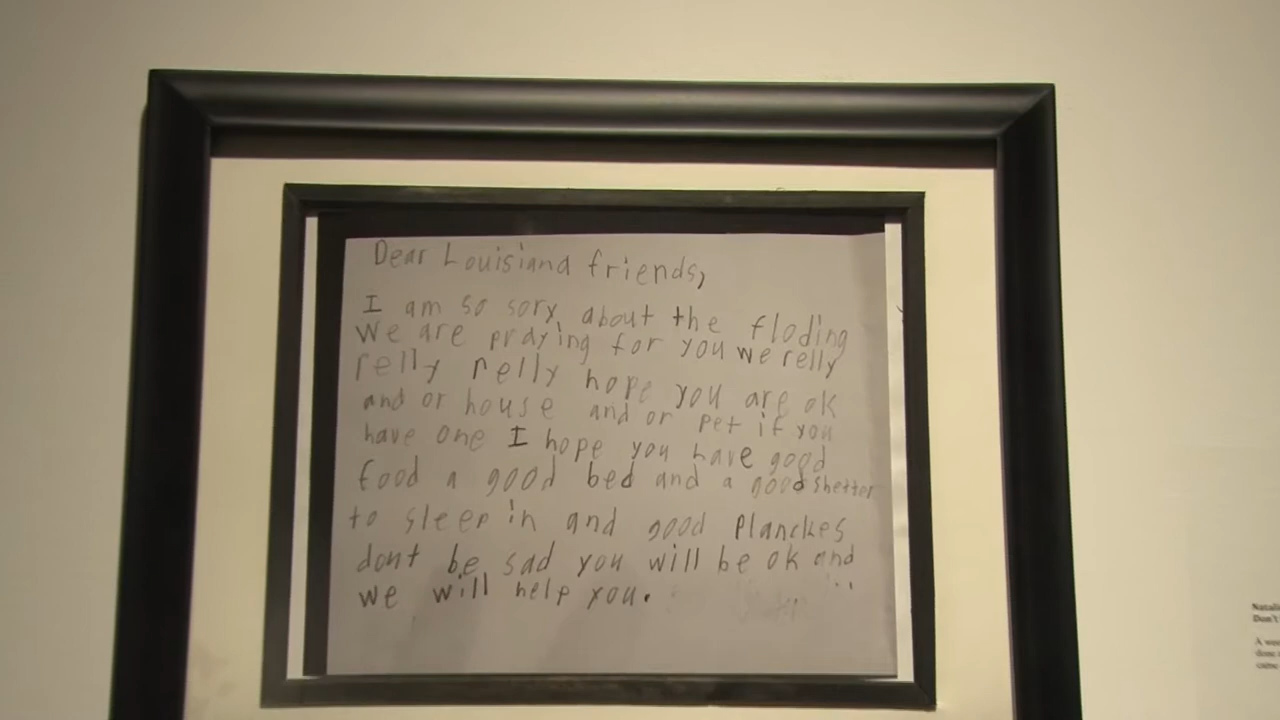 Dear Louisiana friends,
I am so sory about the floding
We are praying for you we relly
relly relly hope you are ok
and or house and or pet if you
have one I hope you have good
food a good bed and a good shetter
to sleep in and good Planckes
dont be sad you will be ok and
we will help you.
Natali
Don't